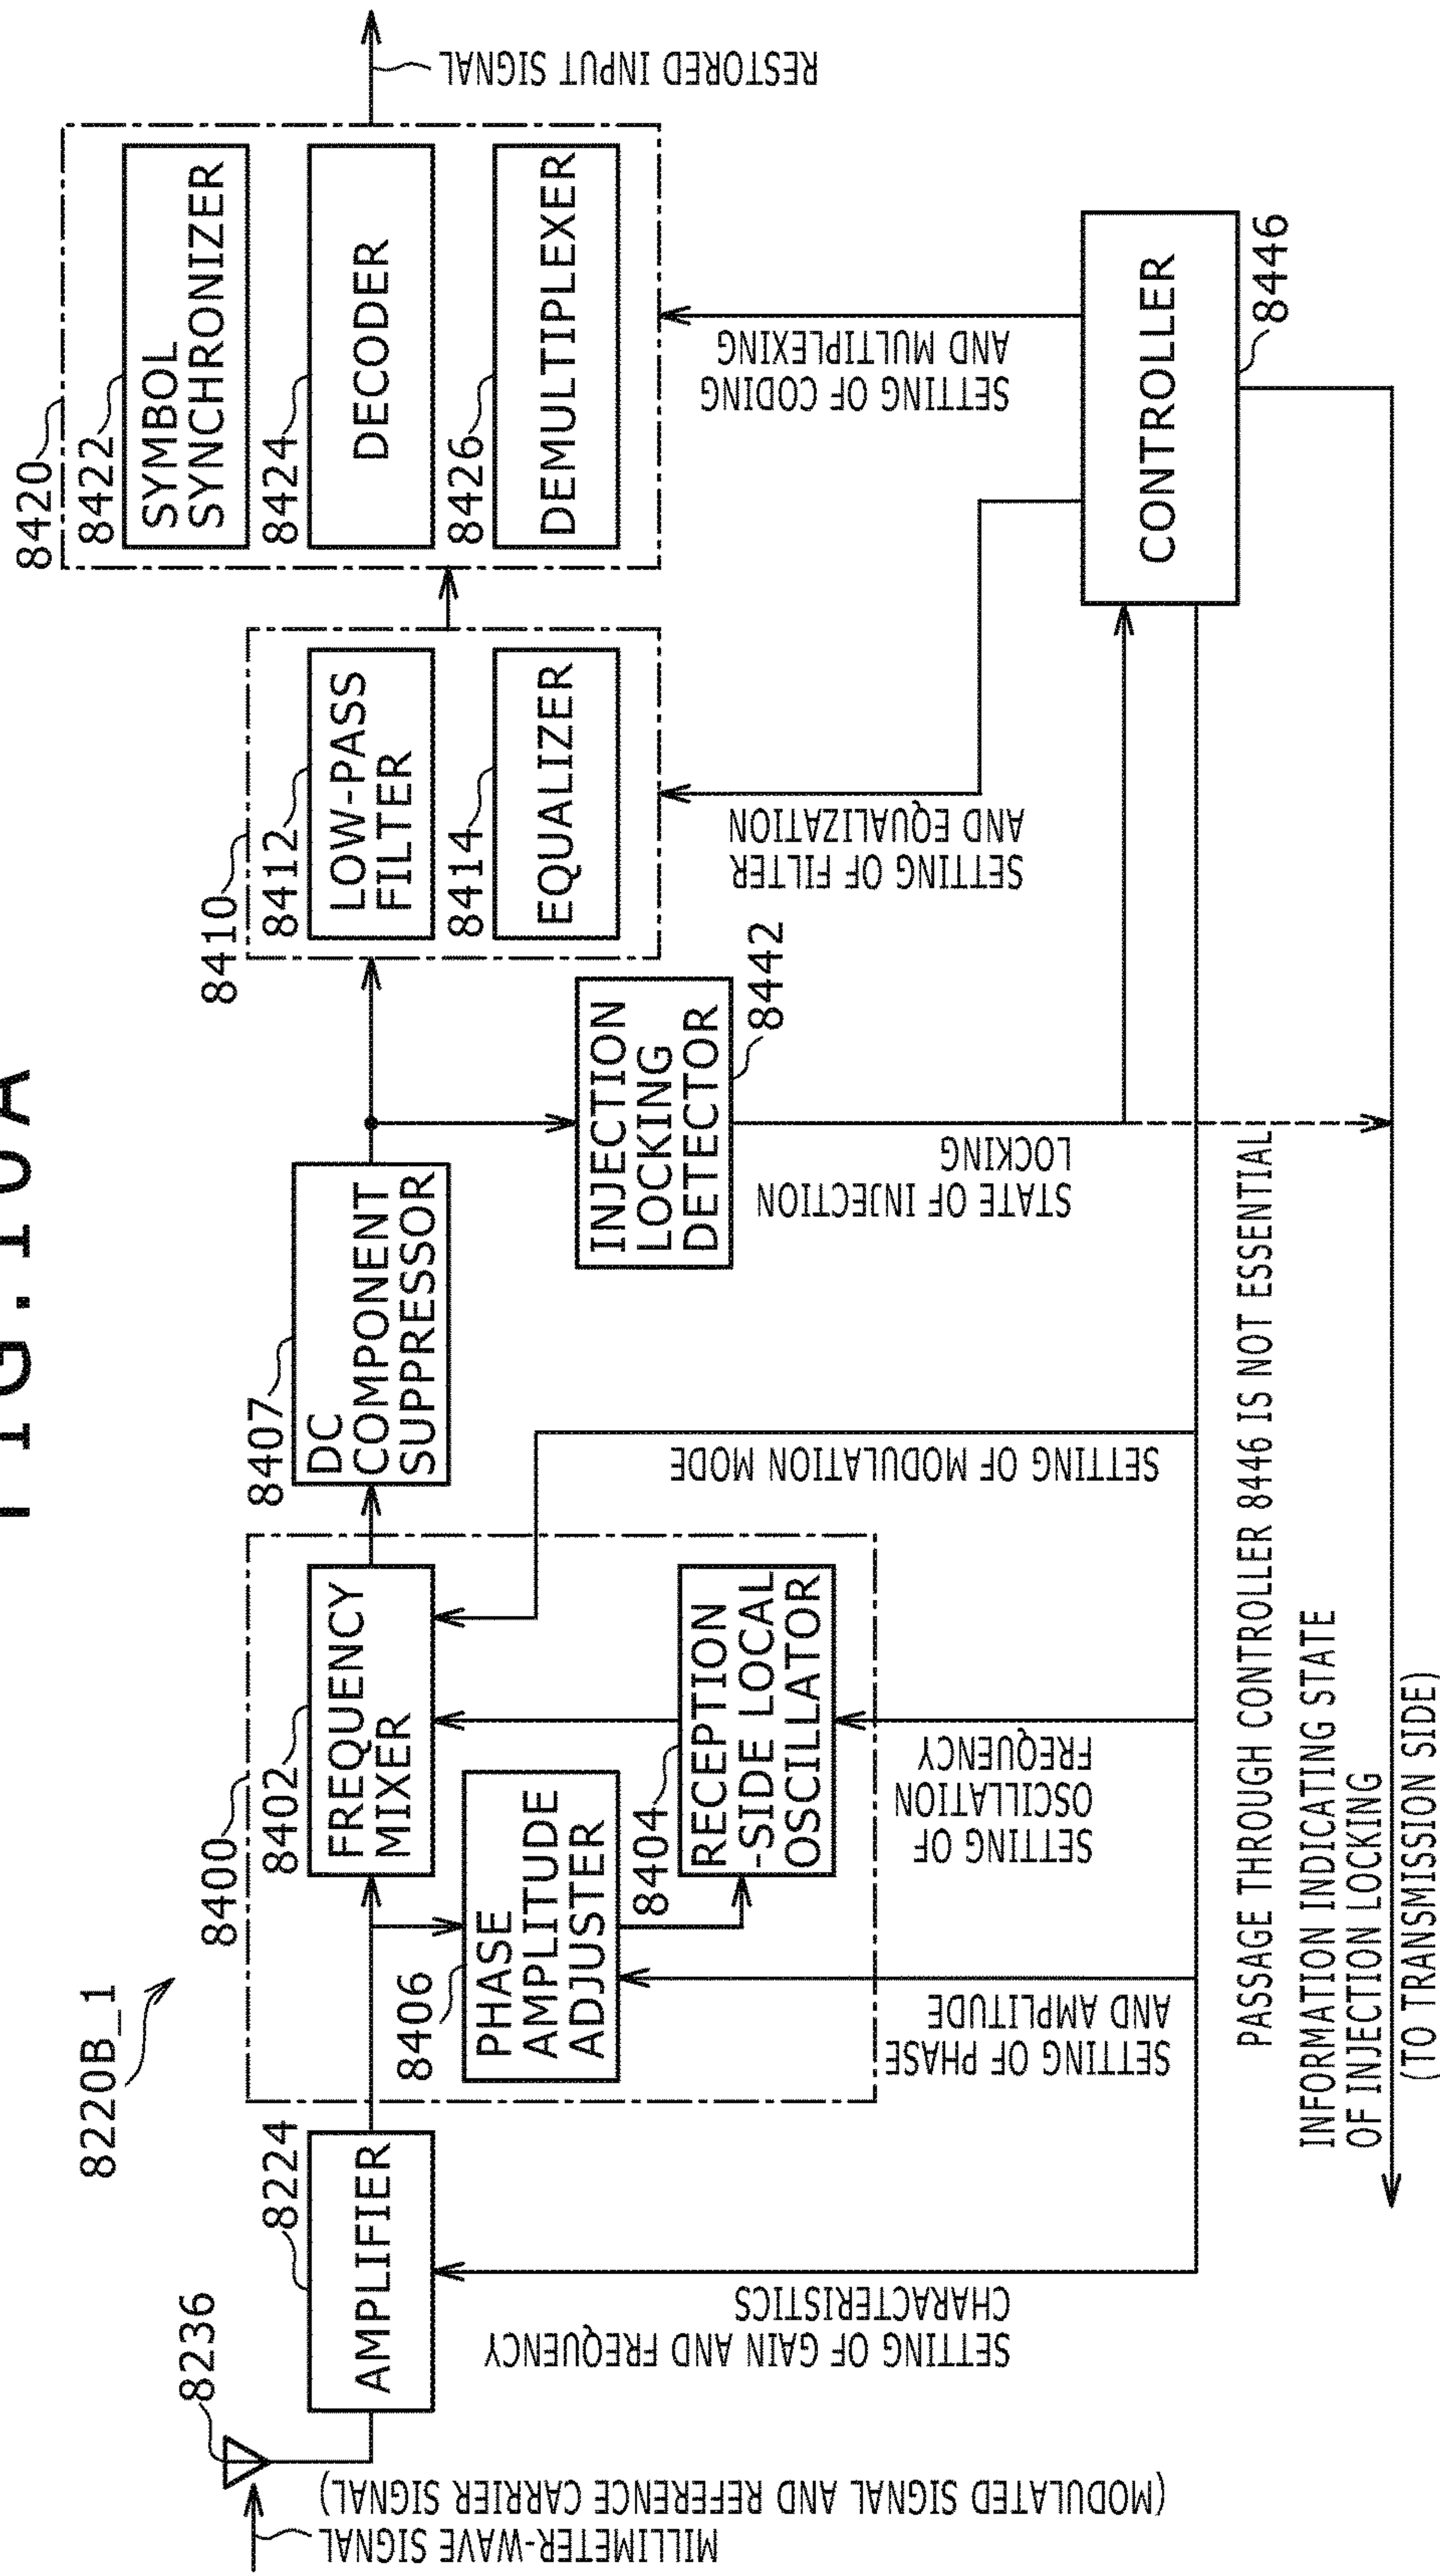 FIG.10A
8220B_1
8236
MILLIMETER-WAVE SIGNAL
(MODULATED SIGNAL AND REFERENCE CARRIER SIGNAL)
8224
AMPLIFIER
SETTING OF GAIN AND FREQUENCY
CHARACTERISTICS
8400
8402
FREQUENCY
MIXER
8406
PHASE
AMPLITUDE
ADJUSTER
8404
RECEPTION
-SIDE LOCAL
OSCILLATOR
SETTING OF PHASE
AND AMPLITUDE
SETTING OF
OSCILLATION
FREQUENCY
SETTING OF MODULATION MODE
8407
DC
COMPONENT
SUPPRESSOR
INJECTION
LOCKING
DETECTOR
8442
STATE OF INJECTION
LOCKING
8410
8412
LOW-PASS
FILTER
8414
EQUALIZER
SETTING OF FILTER
AND EQUALIZATION
8420
8422
SYMBOL
SYNCHRONIZER
8424
DECODER
8426
DEMULTIPLEXER
RESTORED INPUT SIGNAL
SETTING OF CODING
AND MULTIPLEXING
CONTROLLER
8446
PASSAGE THROUGH CONTROLLER 8446 IS NOT ESSENTIAL
INFORMATION INDICATING STATE
OF INJECTION LOCKING
(TO TRANSMISSION SIDE)